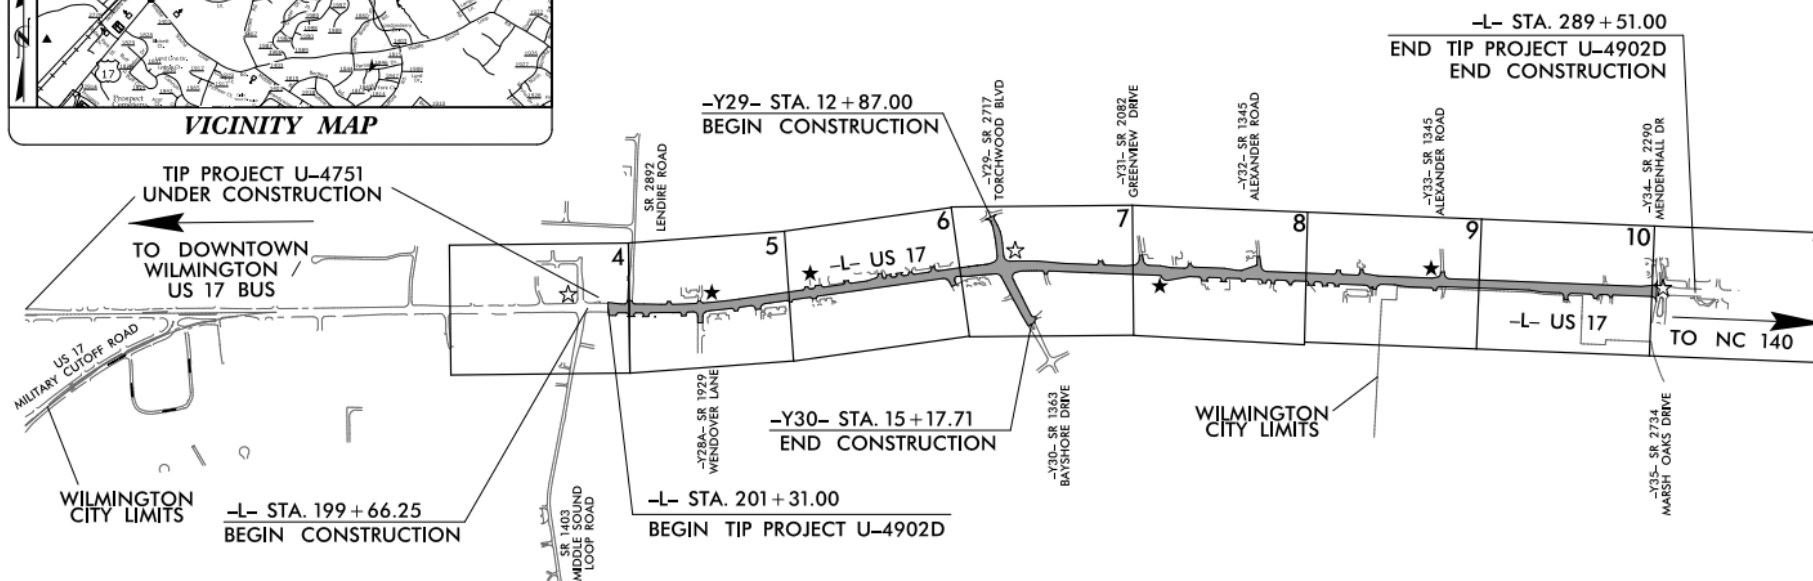 17
Prospect
Cemetery
VICINITY MAP
-L- STA. 289+51.00
END TIP PROJECT U-4902D
END CONSTRUCTION
-Y29- STA. 12+87.00
BEGIN CONSTRUCTION
-Y29- SR 2717
TORCHWOOD BLVD
-Y31- SR 2082
GREENVIEW DRIVE
-Y32- SR 1345
ALEXANDER ROAD
-Y33- SR 1345
ALEXANDER ROAD
-Y34- SR 2290
MENDENHALL DR
TIP PROJECT U-4751
UNDER CONSTRUCTION
SR 2892
LENDIRE ROAD
TO DOWNTOWN
WILMINGTON
US 17 BUS
4
5
6
7
8
9
10
-L- US 17
-L- US 17
TO NC 140
US 17
MILITARY CUTOFF ROAD
-Y28A- SR 1929
WENDOVER LANE
-Y30- STA. 15+17.71
END CONSTRUCTION
-Y30- SR 1363
BAYSHORE DRIVE
WILMINGTON
CITY LIMITS
-Y35- SR 2734
MARSH OAKS DRIVE
WILMINGTON
CITY LIMITS
-L- STA. 199+66.25
BEGIN CONSTRUCTION
SR 1403
MIDDLE SOUND
LOOP ROAD
-L- STA. 201+31.00
BEGIN TIP PROJECT U-4902D